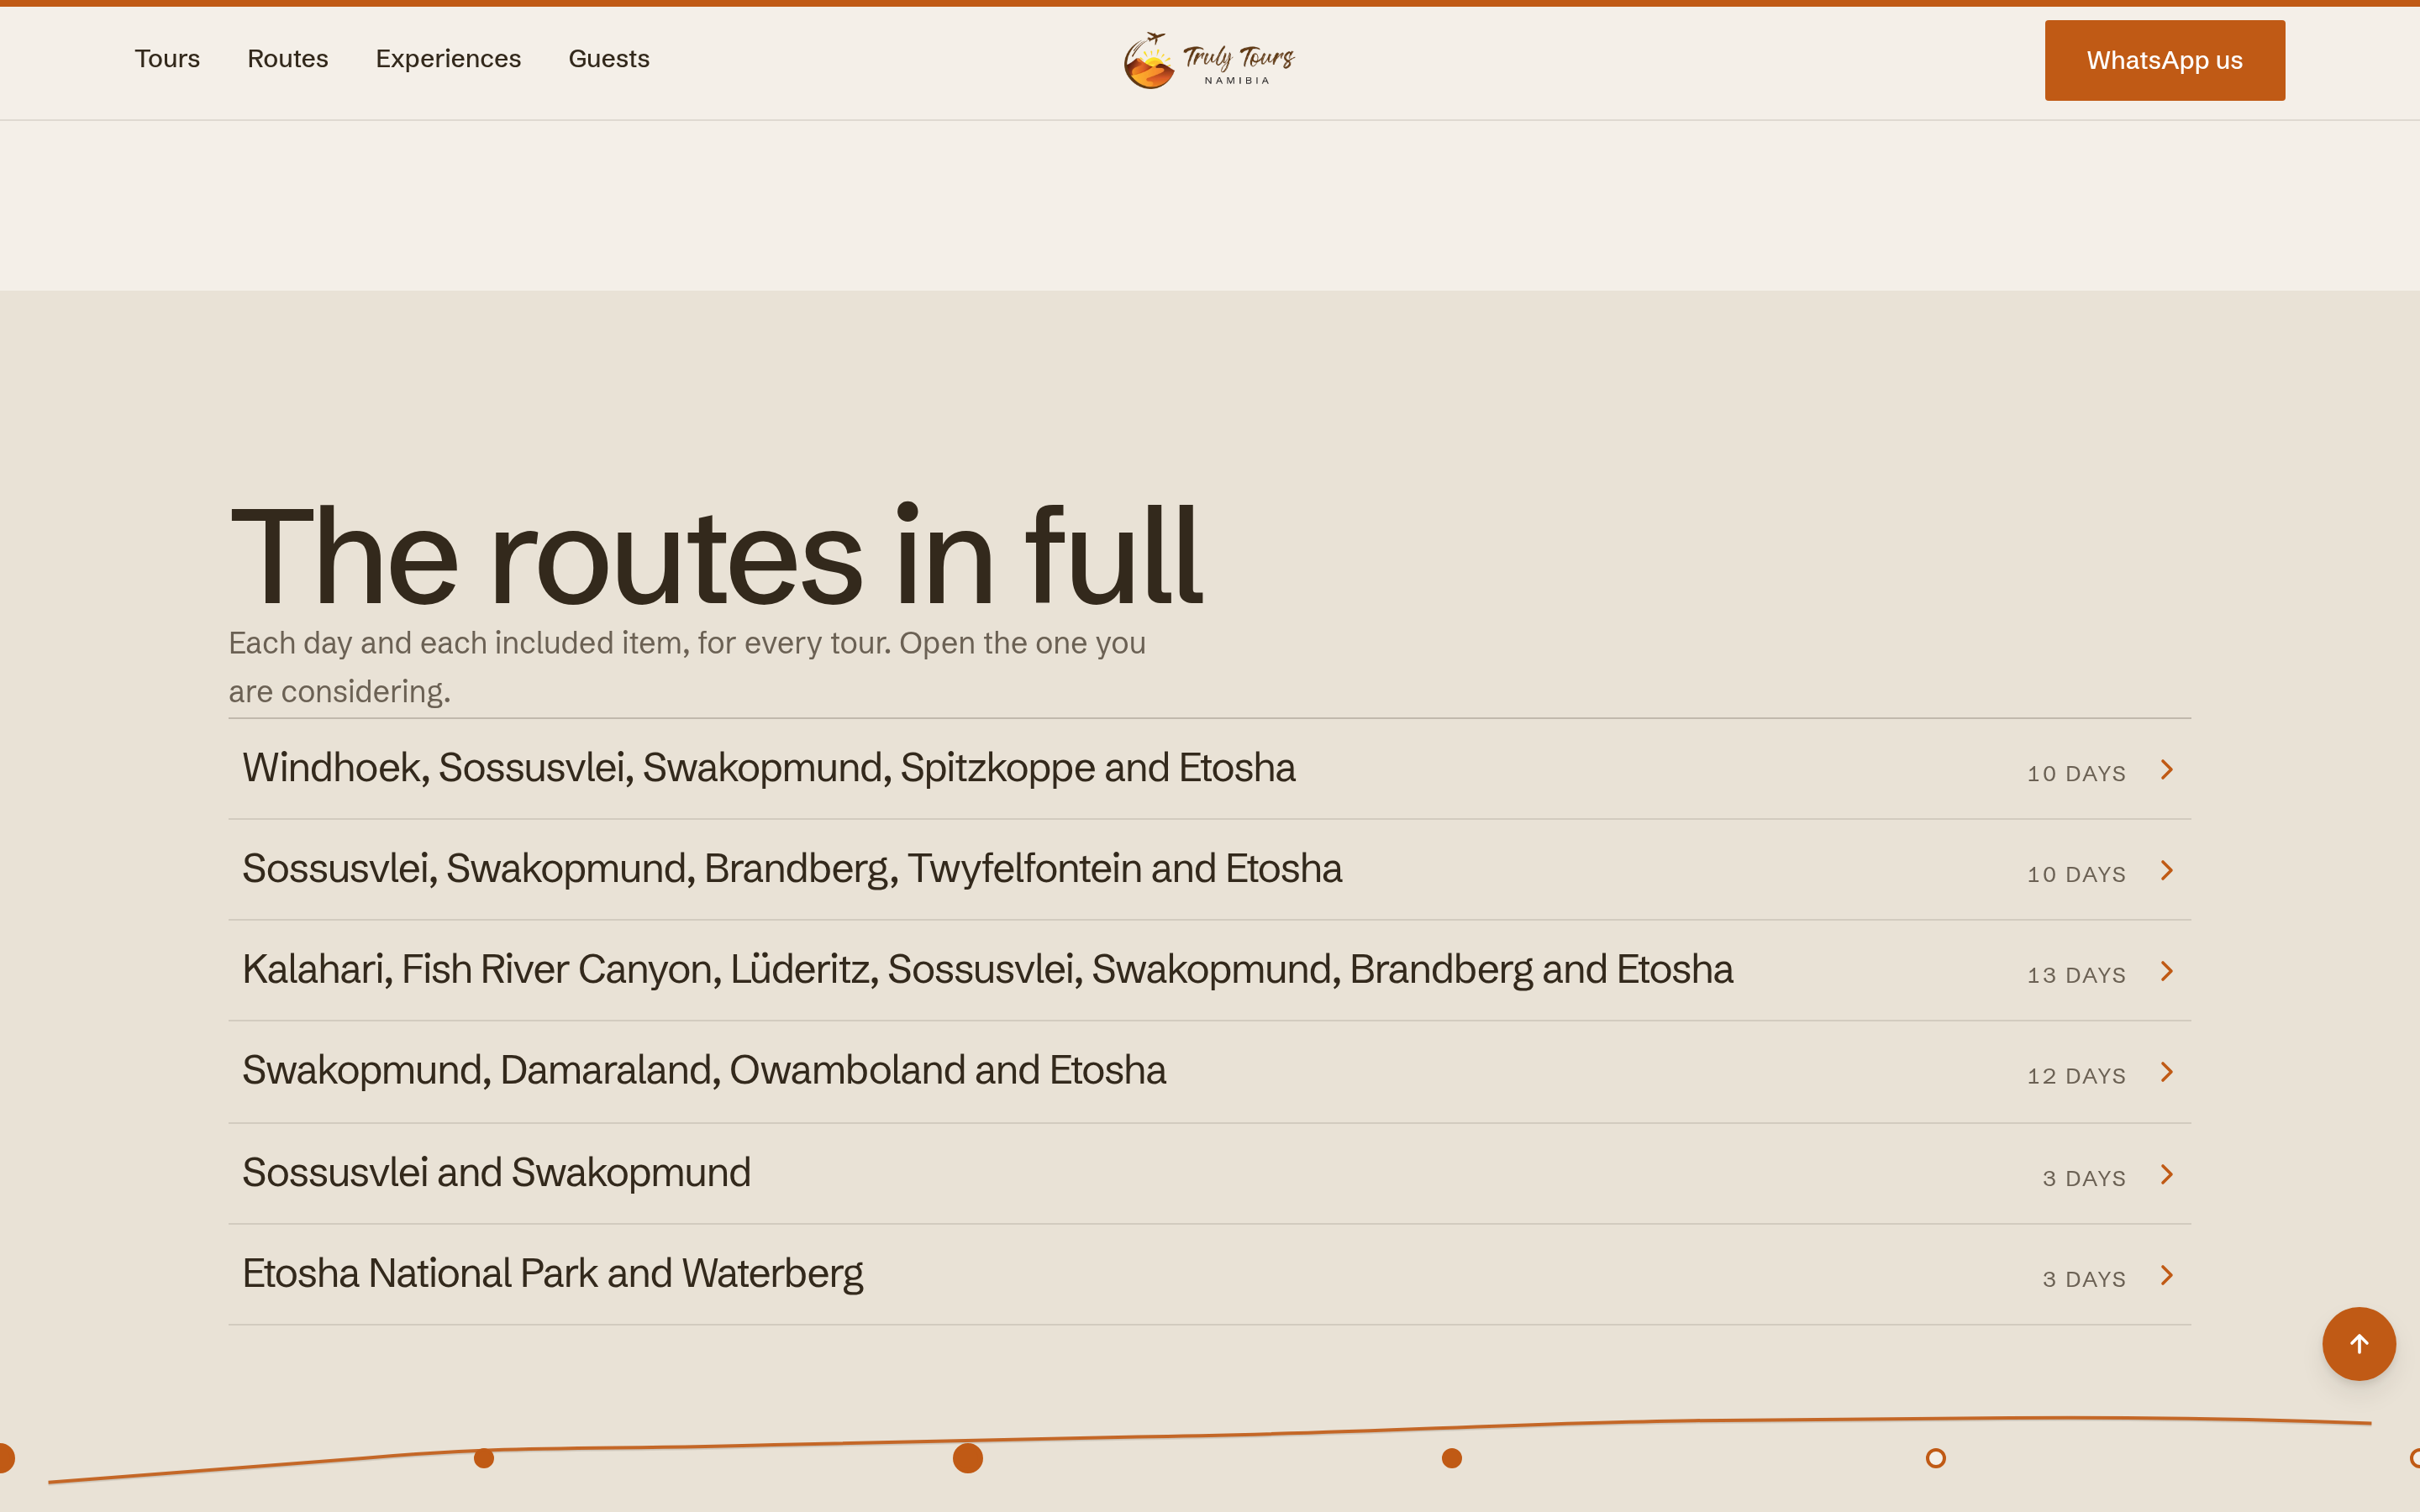 Tours Routes Experiences Guests
Truly Tours
NAMIBIA
WhatsApp us
The routes in full
Each day and each included item, for every tour. Open the one you
are considering.
Windhoek, Sossusvlei, Swakopmund, Spitzkoppe and Etosha 10 DAYS
Sossusvlei, Swakopmund, Brandberg, Twyfelfontein and Etosha 10 DAYS
Kalahari, Fish River Canyon, Lüderitz, Sossusvlei, Swakopmund, Brandberg and Etosha 13 DAYS
Swakopmund, Damaraland, Owamboland and Etosha 12 DAYS
Sossusvlei and Swakopmund 3 DAYS
Etosha National Park and Waterberg 3 DAYS